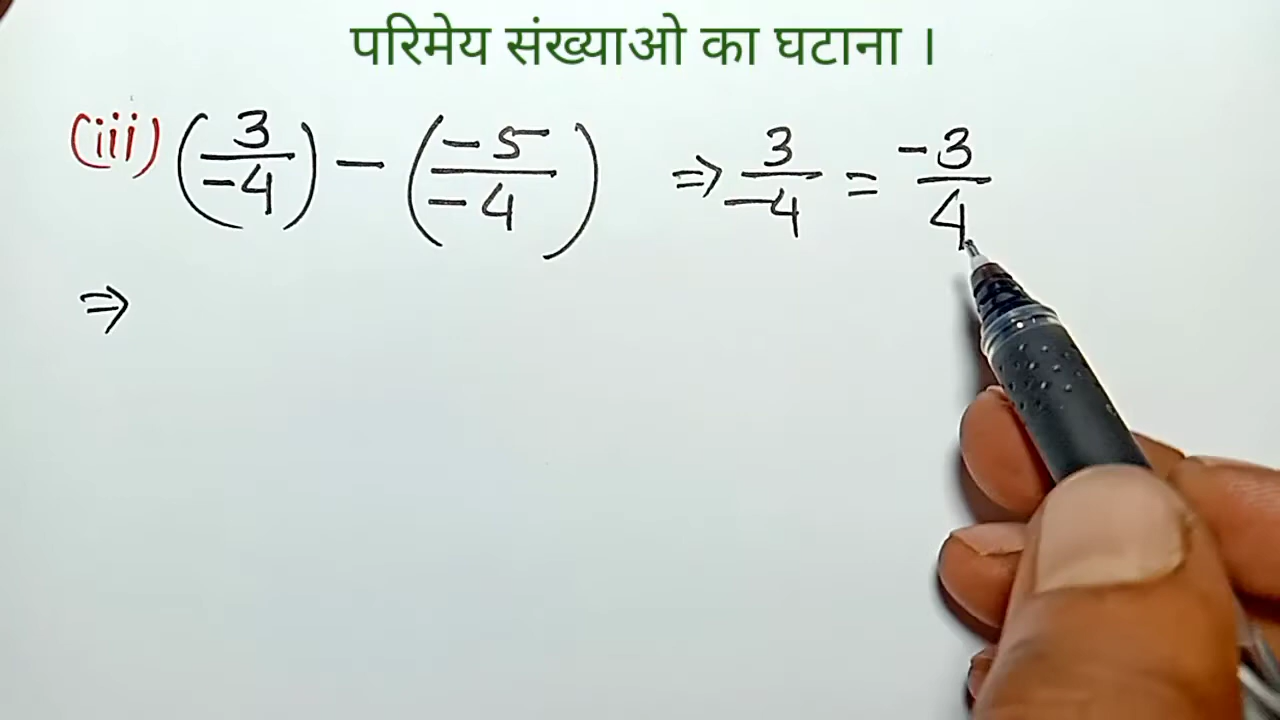 परिमेय संख्याओ का घटाना ।
(iii) (3/-4) - (-5/-4) ⇒ 3/-4 = -3/4
⇒